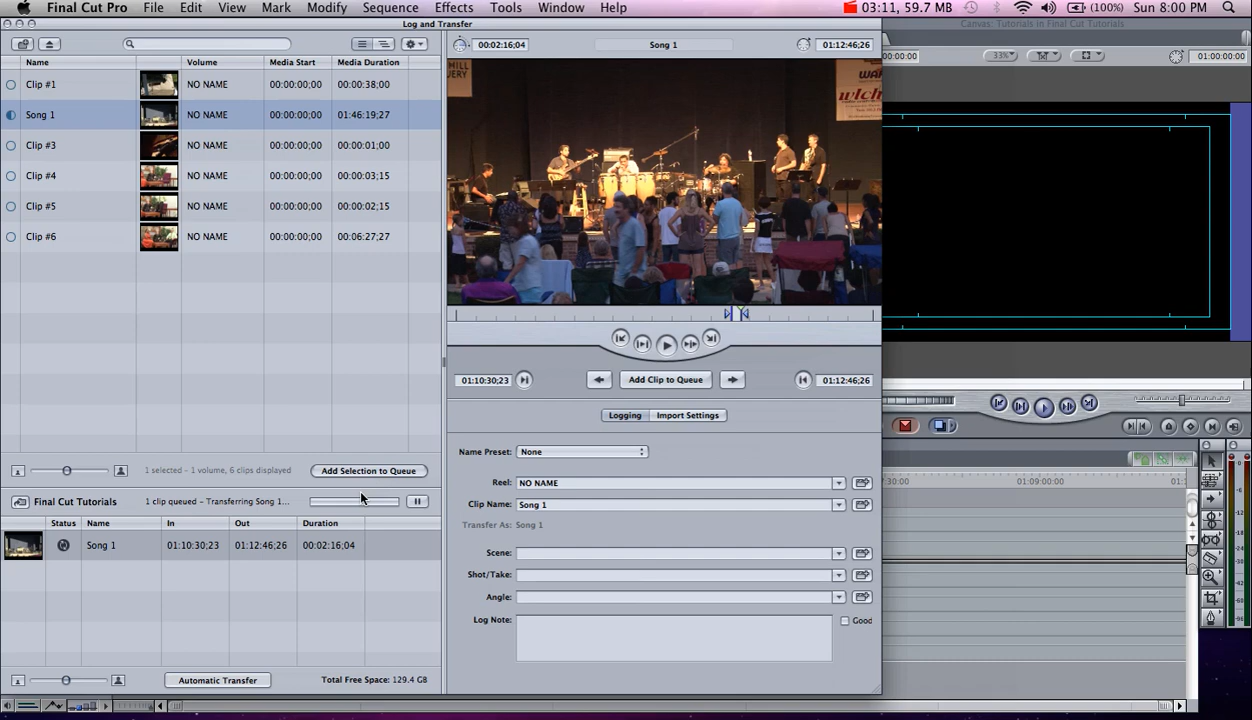 Final Cut Pro File Edit View Mark Modify Sequence Effects Tools Window Help 03:11, 59.7 MB (100%) Sun 8:00 PM
Log and Transfer
Canvas: Tutorials in Final Cut Tutorials
00:02:16;04 Song 1 01:12:46;26
00:00:00;00 33% 01:00:00;00
Name Volume Media Start Media Duration
Clip #1 NO NAME 00:00:00;00 00:00:38;00
Song 1 NO NAME 00:00:00;00 01:46:19;27
Clip #3 NO NAME 00:00:00;00 00:00:01;00
Clip #4 NO NAME 00:00:00;00 00:00:03;15
Clip #5 NO NAME 00:00:00;00 00:00:02;15
Clip #6 NO NAME 00:00:00;00 00:06:27;27
MILL
WA
wlch
01:10:30;23 Add Clip to Queue 01:12:46;26
Logging Import Settings
Name Preset: None
Reel: NO NAME
Clip Name: Song 1
Transfer As: Song 1
Scene:
Shot/Take:
Angle:
Log Note: Good
1 selected – 1 volume, 6 clips displayed Add Selection to Queue
Final Cut Tutorials 1 clip queued – Transferring Song 1...
Status Name In Out Duration
Song 1 01:10:30;23 01:12:46;26 00:02:16;04
Automatic Transfer Total Free Space: 129.4 GB
7:30:00 01:09:00:00